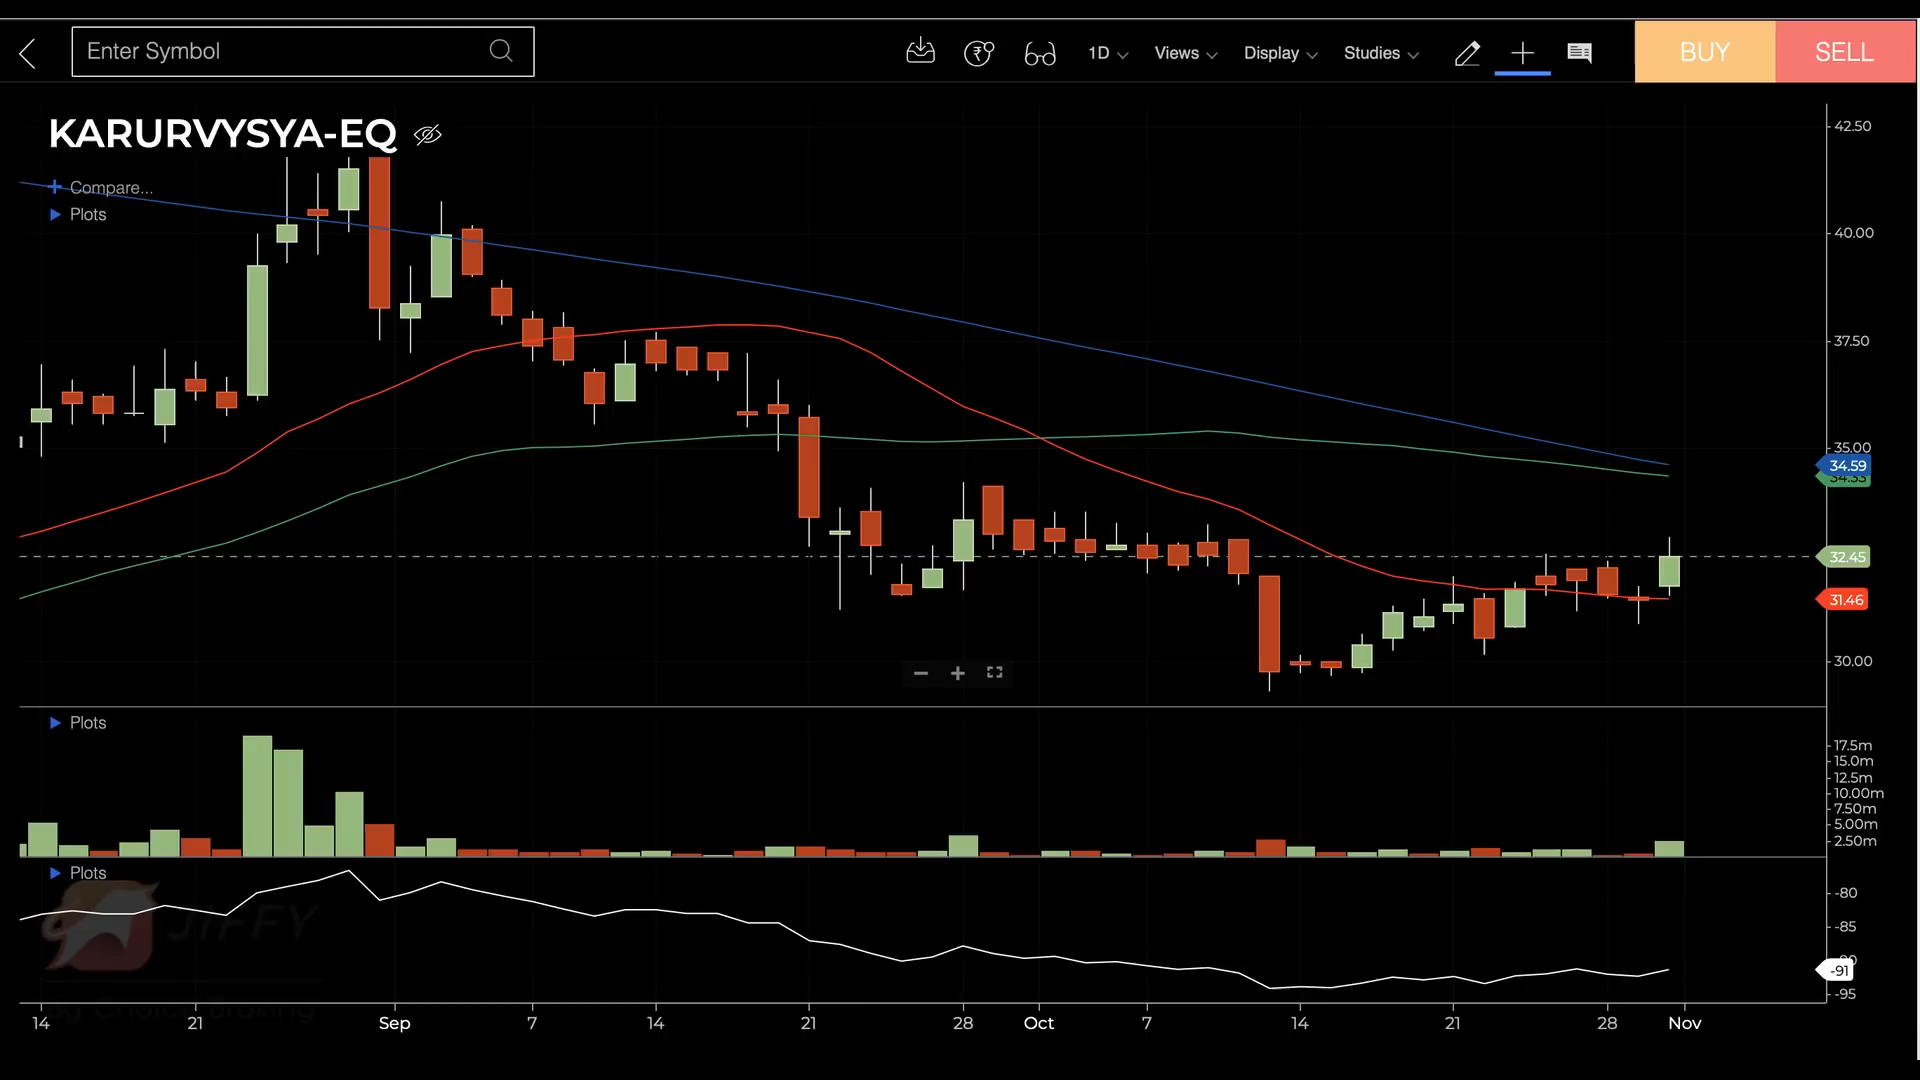 Enter Symbol
1D
Views
Display
Studies
BUY
SELL
KARURVYSYA-EQ
Compare...
Plots
42.50
40.00
37.50
35.00
34.59
34.33
32.45
31.46
30.00
Plots
17.5m
15.0m
12.5m
10.00m
7.50m
5.00m
2.50m
Plots
JIFFY
-80
-85
-91
-95
14
21
Sep
7
14
21
28
Oct
7
14
21
28
Nov